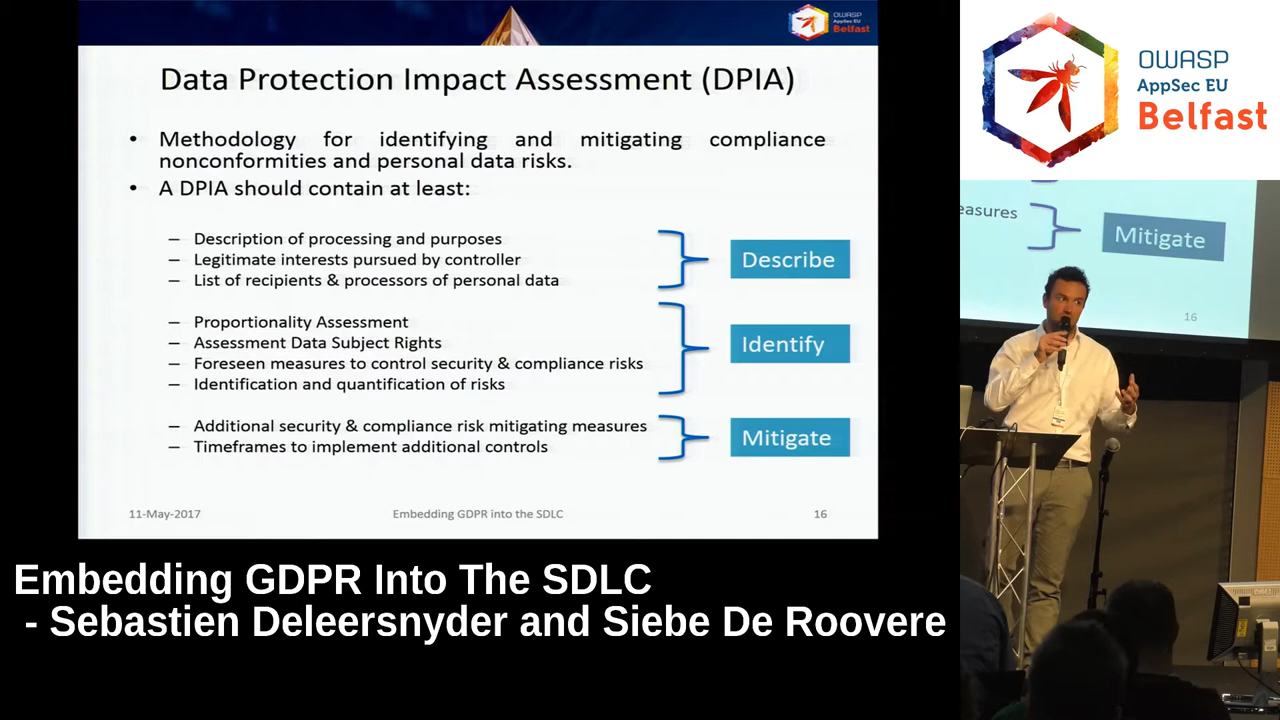 OWASP
AppSec EU
Belfast
Data Protection Impact Assessment (DPIA)
• Methodology for identifying and mitigating compliance
nonconformities and personal data risks.
• A DPIA should contain at least:
– Description of processing and purposes
– Legitimate interests pursued by controller
– List of recipients & processors of personal data
Describe
– Proportionality Assessment
– Assessment Data Subject Rights
– Foreseen measures to control security & compliance risks
– Identification and quantification of risks
Identify
– Additional security & compliance risk mitigating measures
– Timeframes to implement additional controls
Mitigate
11-May-2017
Embedding GDPR into the SDLC
16
OWASP
AppSec EU
Belfast
easures
Mitigate
16
Embedding GDPR Into The SDLC
- Sebastien Deleersnyder and Siebe De Roovere